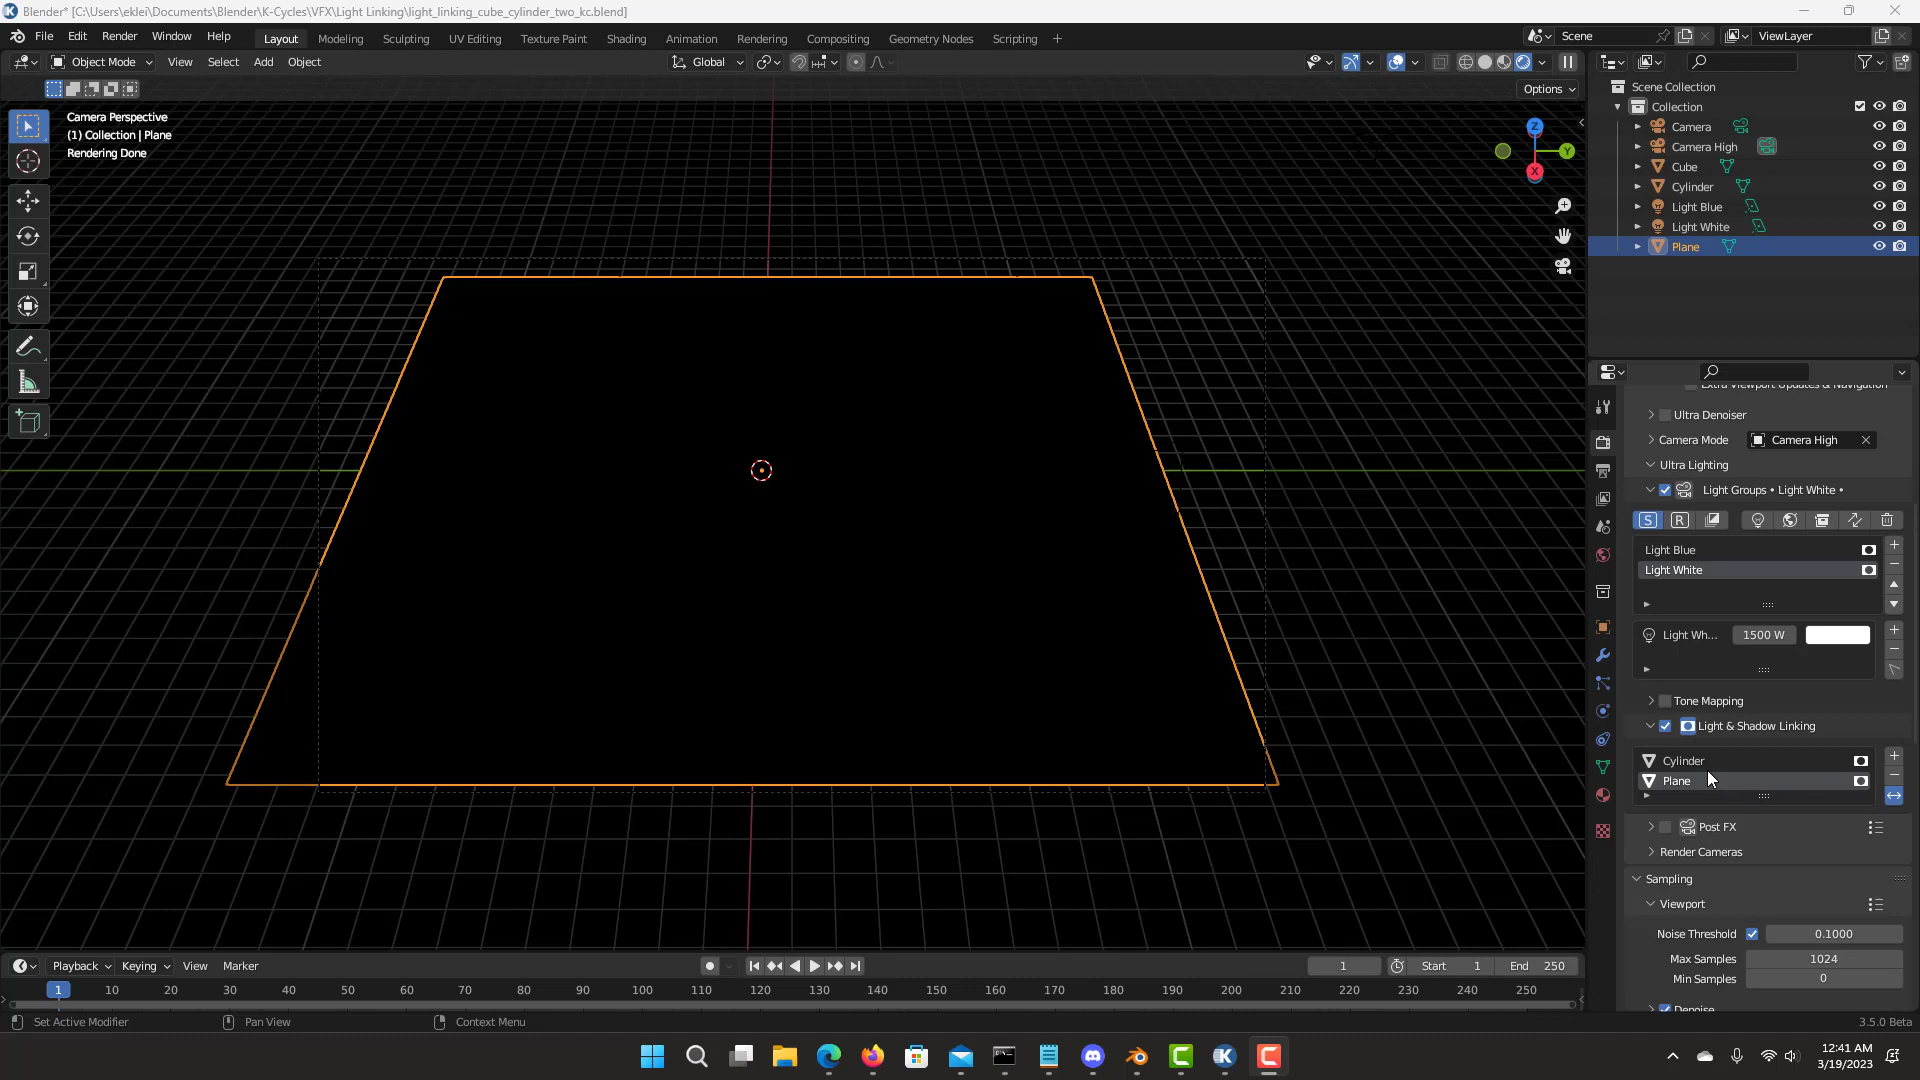 Blender* [C:\Users\eklei\Documents\Blender\K-Cycles\VFX\Light Linking\light_linking_cube_cylinder_two_kc.blend]
File Edit Render Window Help Layout Modeling Sculpting UV Editing Texture Paint Shading Animation Rendering Compositing Geometry Nodes Scripting + Scene ViewLayer
Object Mode View Select Add Object Global
Options
Camera Perspective
(1) Collection | Plane
Rendering Done
Z
Y
X
Scene Collection
Collection
Camera
Camera High
Cube
Cylinder
Light Blue
Light White
Plane
Extra Viewport Updates & Navigation
Ultra Denoiser
Camera Mode Camera High
Ultra Lighting
Light Groups • Light White •
S R
Light Blue
Light White
Light Wh... 1500 W
Tone Mapping
Light & Shadow Linking
Cylinder
Plane
Post FX
Render Cameras
Sampling
Viewport
Noise Threshold 0.1000
Max Samples 1024
Min Samples 0
Denoise
Playback Keying View Marker 1 Start 1 End 250
1 10 20 30 40 50 60 70 80 90 100 110 120 130 140 150 160 170 180 190 200 210 220 230 240 250
Set Active Modifier Pan View Context Menu 3.5.0 Beta
12:41 AM
3/19/2023